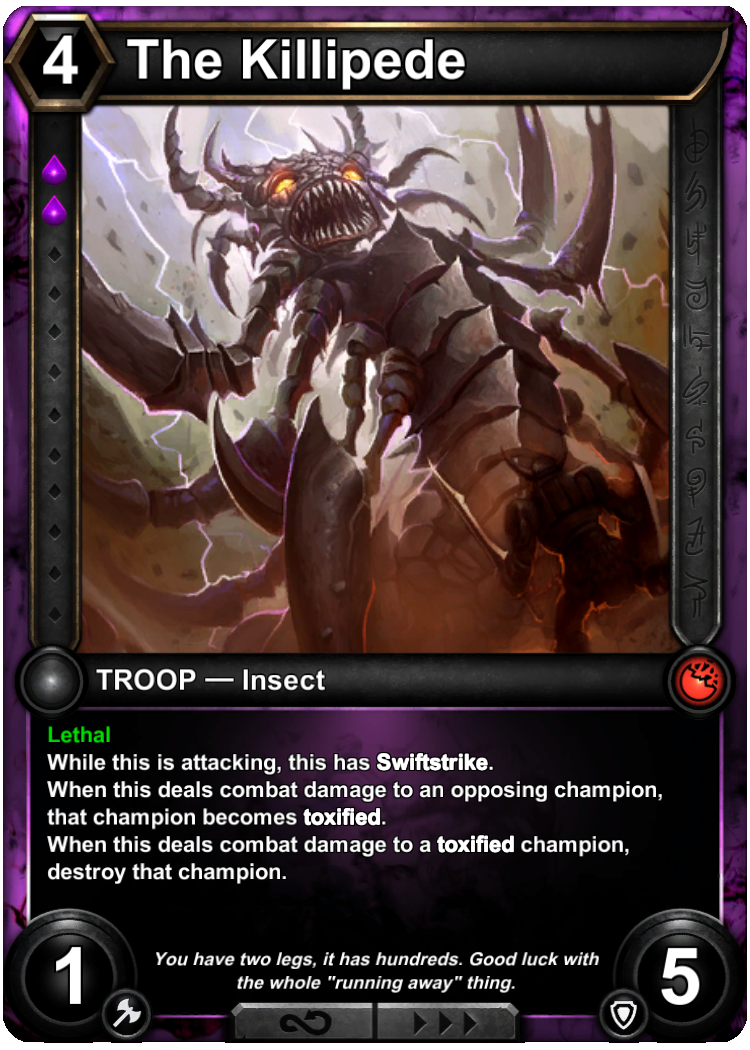 4
The Killipede
TROOP — Insect
Lethal
While this is attacking, this has Swiftstrike.
When this deals combat damage to an opposing champion,
that champion becomes toxified.
When this deals combat damage to a toxified champion,
destroy that champion.
You have two legs, it has hundreds. Good luck with
the whole "running away" thing.
1
5